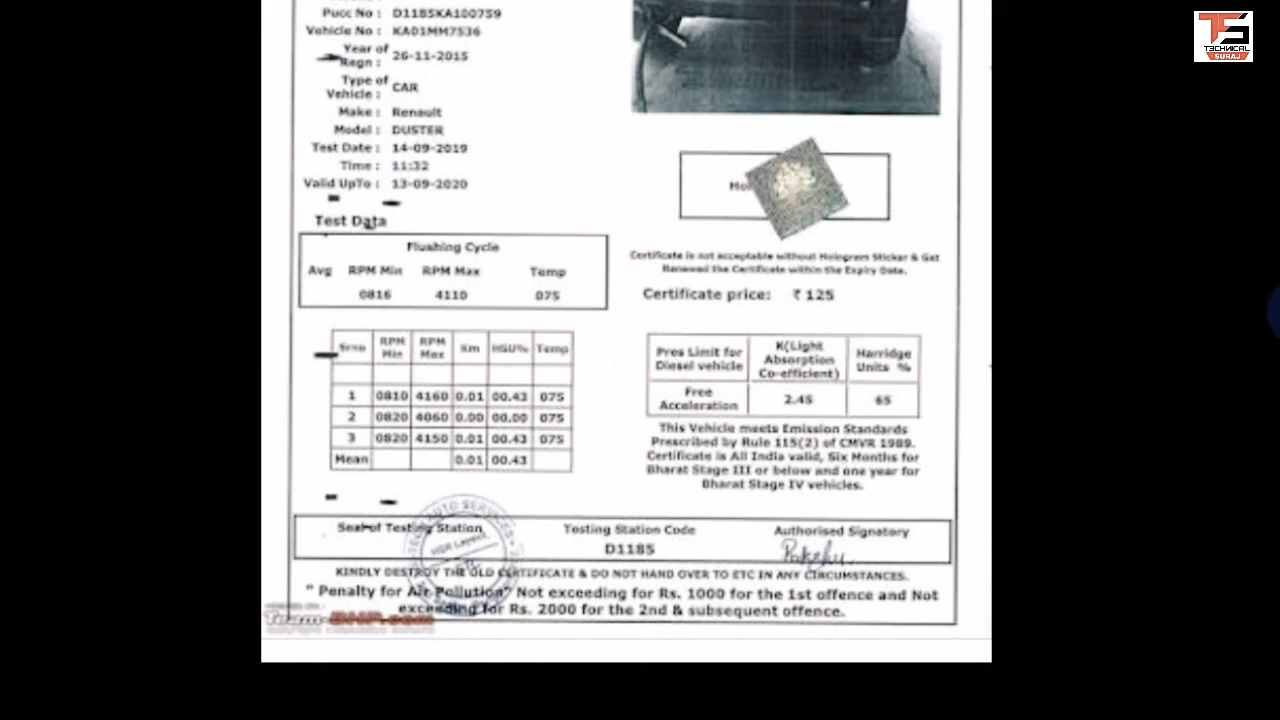 Pucc No : D1185KA100759
Vehicle No : KA01MM7536
Year of Regn : 26-11-2015
Type of Vehicle : CAR
Make : Renault
Model : DUSTER
Test Date : 14-09-2019
Time : 11:32
Valid UpTo : 13-09-2020
TECHNICAL
SURAJ
Test Data
Flushing Cycle
Avg RPM Min RPM Max Temp
0816 4110 075
Certificate is not acceptable without Hologram Sticker & Get
Renewed the Certificate within the Expiry Date.
Certificate price: ₹ 125
Srno RPM Min RPM Max Km HSU% Temp
1 0810 4160 0.01 00.43 075
2 0820 4060 0.00 00.00 075
3 0820 4150 0.01 00.43 075
Mean 0.01 00.43
Pres Limit for Diesel vehicle K(Light Absorption Co-efficient) Harridge Units %
Free Acceleration 2.45 65
This Vehicle meets Emission Standards
Prescribed by Rule 115(2) of CMVR 1989.
Certificate is All India valid, Six Months for
Bharat Stage III or below and one year for
Bharat Stage IV vehicles.
Seal of Testing Station Testing Station Code Authorised Signatory
D1185
KINDLY DESTROY THE OLD CERTIFICATE & DO NOT HAND OVER TO ETC IN ANY CIRCUMSTANCES.
" Penalty for Air Pollution" Not exceeding for Rs. 1000 for the 1st offence and Not
exceeding for Rs. 2000 for the 2nd & subsequent offence.
Team-BHP.com